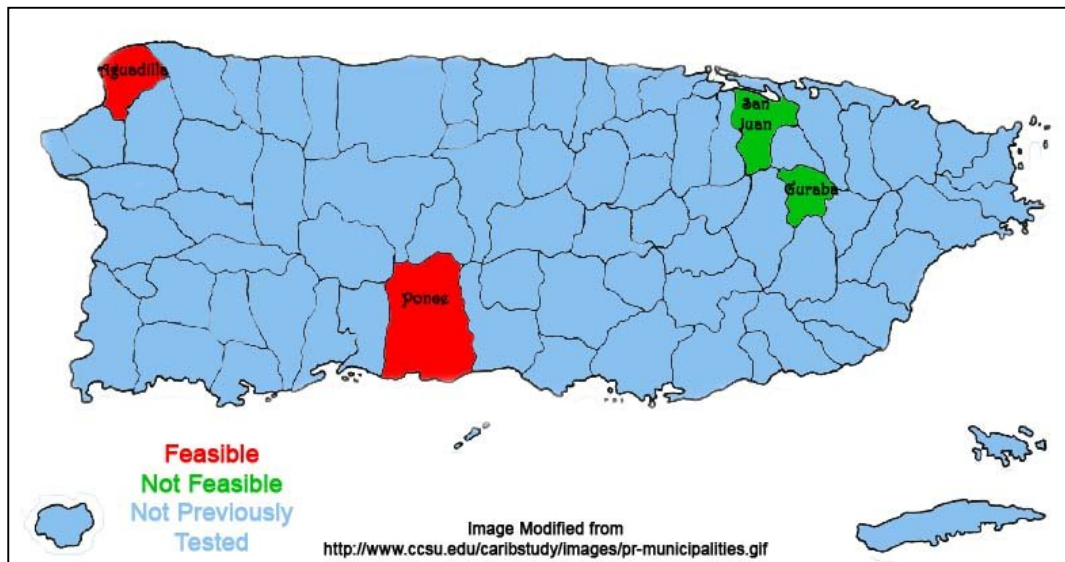 Aguadilla
San
Juan
Guraba
Ponce
Feasible
Not Feasible
Not Previously
Tested
Image Modified from
http://www.ccsu.edu/caribstudy/images/pr-municipalities.gif